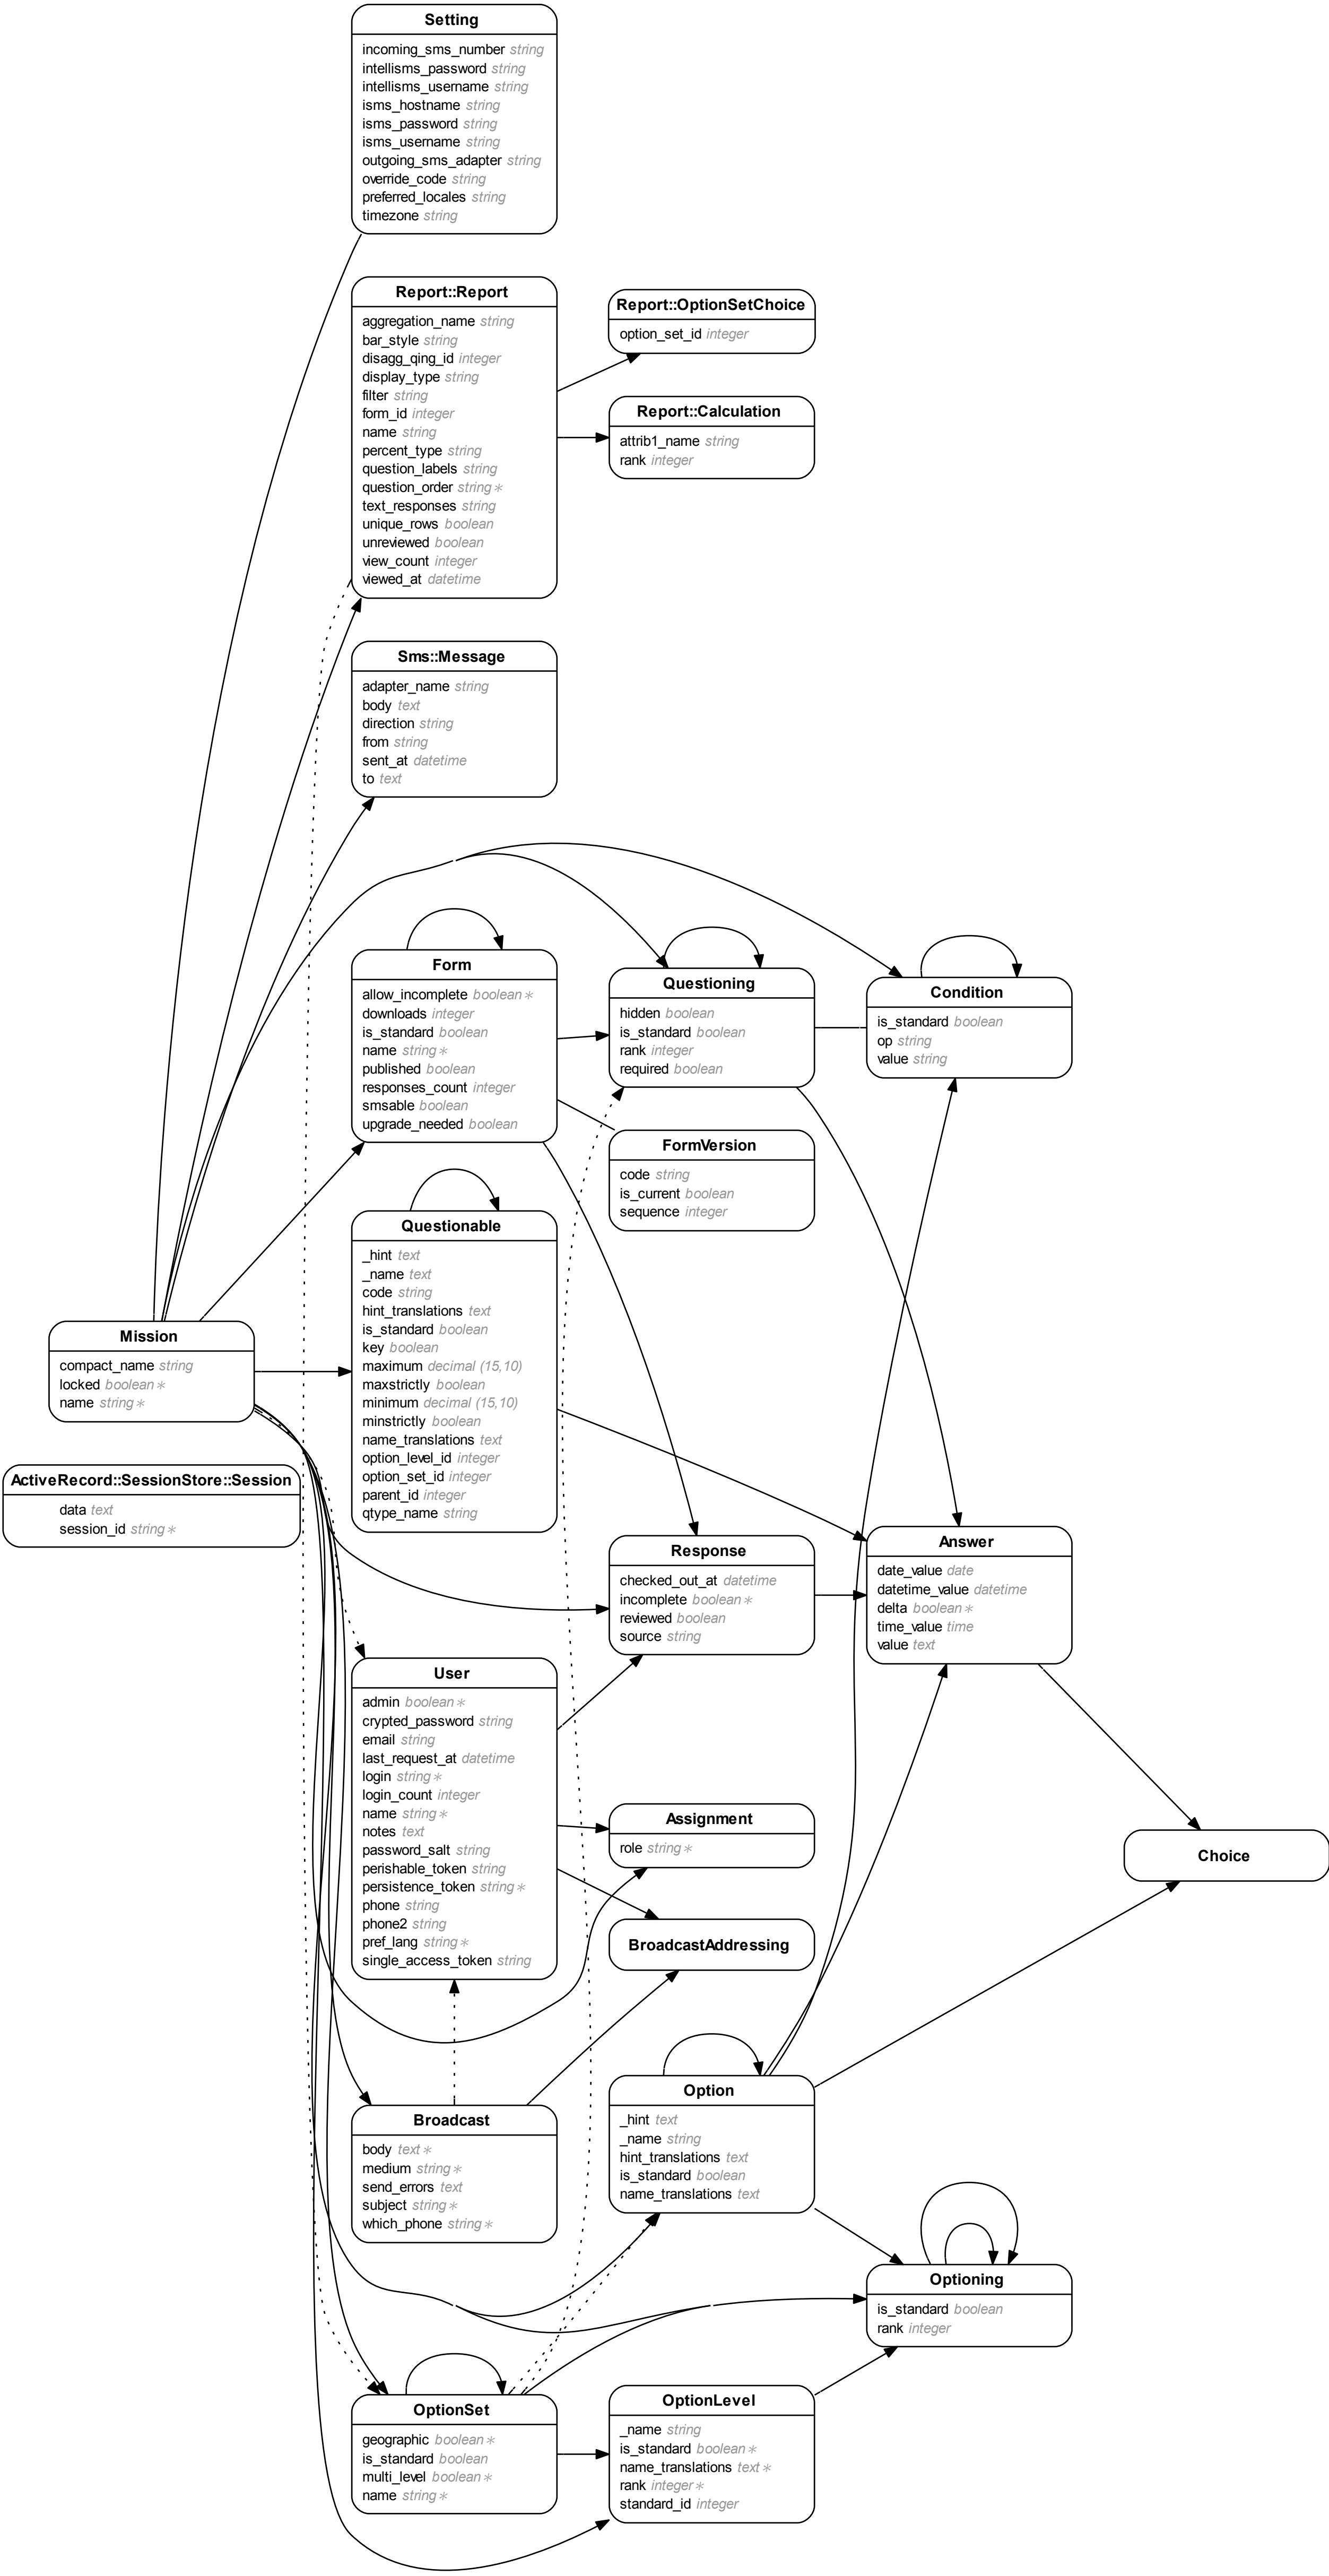 Setting
incoming_sms_number string
intellisms_password string
intellisms_username string
isms_hostname string
isms_password string
isms_username string
outgoing_sms_adapter string
override_code string
preferred_locales string
timezone string
Report::Report
aggregation_name string
bar_style string
disagg_qing_id integer
display_type string
filter string
form_id integer
name string
percent_type string
question_labels string
question_order string∗
text_responses string
unique_rows boolean
unreviewed boolean
view_count integer
viewed_at datetime
Report::OptionSetChoice
option_set_id integer
Report::Calculation
attrib1_name string
rank integer
Sms::Message
adapter_name string
body text
direction string
from string
sent_at datetime
to text
Form
allow_incomplete boolean∗
downloads integer
is_standard boolean
name string∗
published boolean
responses_count integer
smsable boolean
upgrade_needed boolean
Questioning
hidden boolean
is_standard boolean
rank integer
required boolean
Condition
is_standard boolean
op string
value string
FormVersion
code string
is_current boolean
sequence integer
Questionable
_hint text
_name text
code string
hint_translations text
is_standard boolean
key boolean
maximum decimal (15,10)
maxstrictly boolean
minimum decimal (15,10)
minstrictly boolean
name_translations text
option_level_id integer
option_set_id integer
parent_id integer
qtype_name string
Mission
compact_name string
locked boolean∗
name string∗
ActiveRecord::SessionStore::Session
data text
session_id string∗
Response
checked_out_at datetime
incomplete boolean∗
reviewed boolean
source string
Answer
date_value date
datetime_value datetime
delta boolean∗
time_value time
value text
User
admin boolean∗
crypted_password string
email string
last_request_at datetime
login string∗
login_count integer
name string∗
notes text
password_salt string
perishable_token string
persistence_token string∗
phone string
phone2 string
pref_lang string∗
single_access_token string
Assignment
role string∗
Choice
BroadcastAddressing
Broadcast
body text∗
medium string∗
send_errors text
subject string∗
which_phone string∗
Option
_hint text
_name string
hint_translations text
is_standard boolean
name_translations text
Optioning
is_standard boolean
rank integer
OptionSet
geographic boolean∗
is_standard boolean
multi_level boolean∗
name string∗
OptionLevel
_name string
is_standard boolean∗
name_translations text∗
rank integer∗
standard_id integer